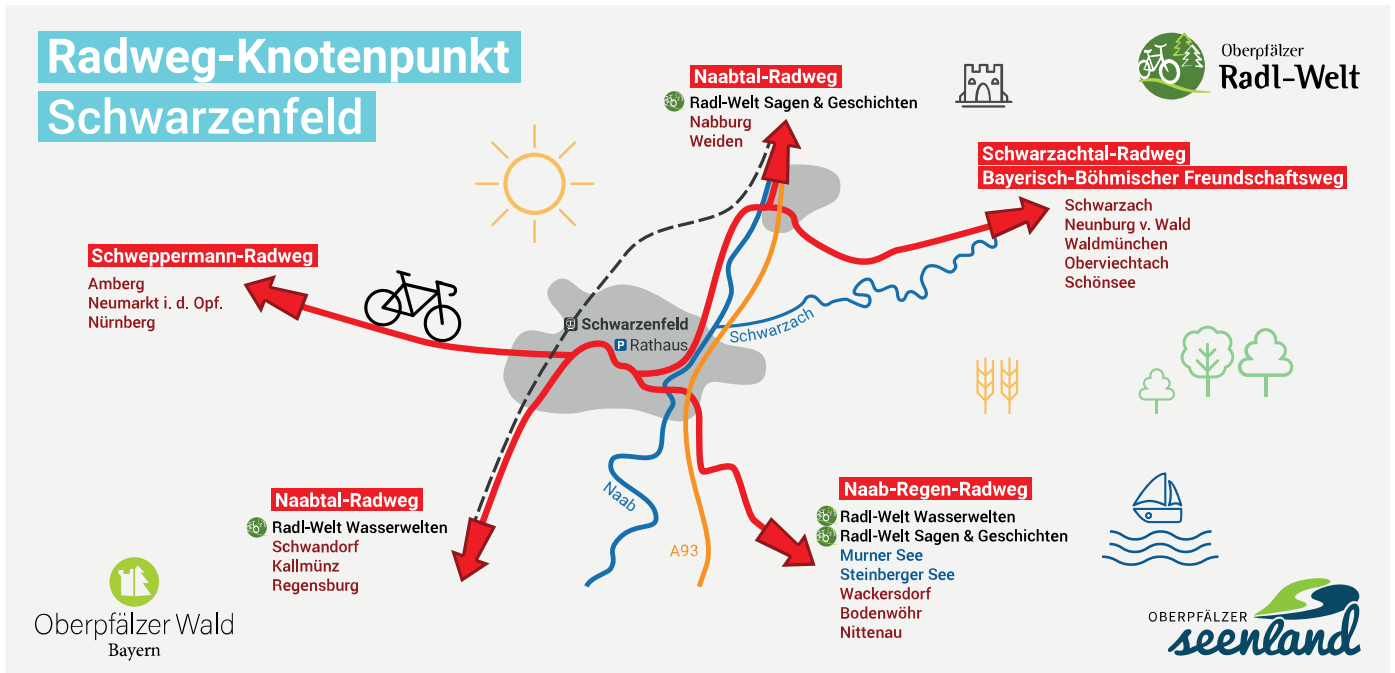 Radweg-Knotenpunkt
Schwarzenfeld
Oberpfälzer
Radl-Welt
Naabtal-Radweg
Radl-Welt Sagen & Geschichten
Nabburg
Weiden
Schwarzachtal-Radweg
Bayerisch-Böhmischer Freundschaftsweg
Schwarzach
Neunburg v. Wald
Waldmünchen
Oberviechtach
Schönsee
Schweppermann-Radweg
Amberg
Neumarkt i. d. Opf.
Nürnberg
Schwarzenfeld
P Rathaus
Schwarzach
Naab
A93
Naabtal-Radweg
Radl-Welt Wasserwelten
Schwandorf
Kallmünz
Regensburg
Naab-Regen-Radweg
Radl-Welt Wasserwelten
Radl-Welt Sagen & Geschichten
Murner See
Steinberger See
Wackersdorf
Bodenwöhr
Nittenau
Oberpfälzer Wald
Bayern
OBERPFÄLZER
seenland